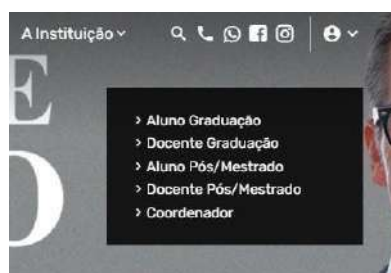 A Instituição
E
O
> Aluno Graduação
> Docente Graduação
> Aluno Pós/Mestrado
> Docente Pós/Mestrado
> Coordenador